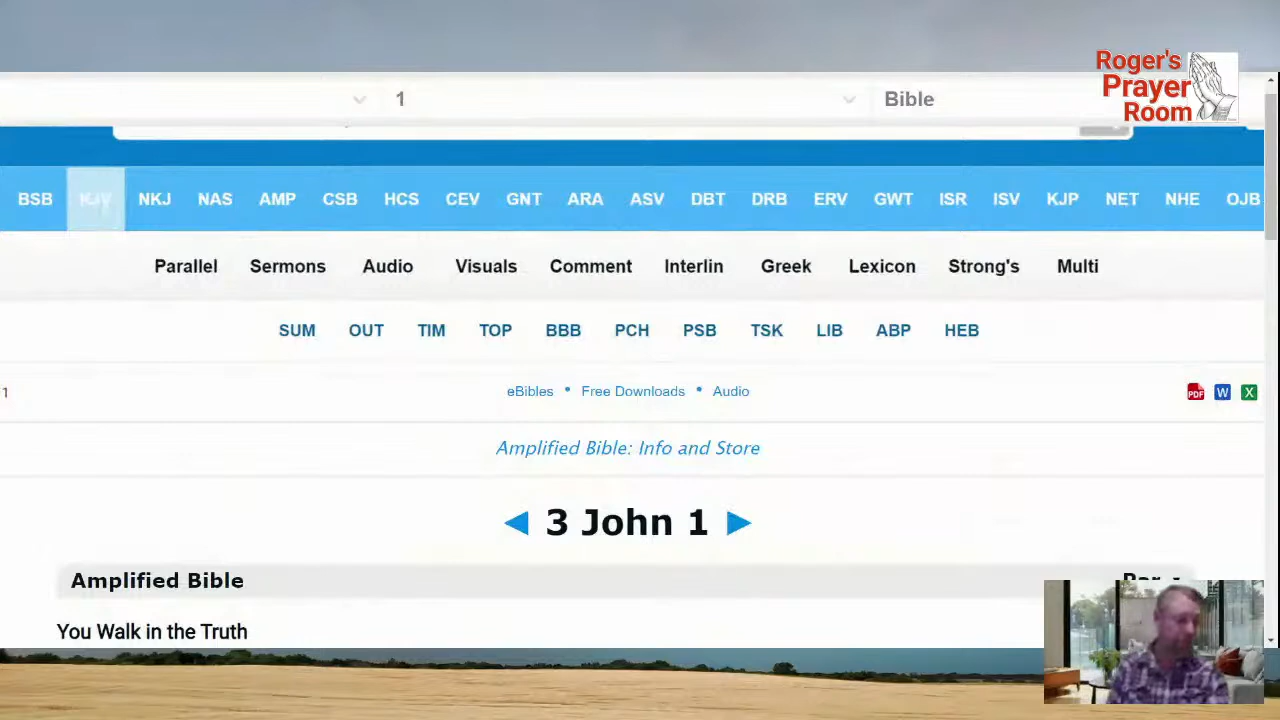 Roger's
Prayer
Room
1 Bible
BSB KJV NKJ NAS AMP CSB HCS CEV GNT ARA ASV DBT DRB ERV GWT ISR ISV KJP NET NHE OJB
Parallel Sermons Audio Visuals Comment Interlin Greek Lexicon Strong's Multi
SUM OUT TIM TOP BBB PCH PSB TSK LIB ABP HEB
1 eBibles • Free Downloads • Audio PDF W X
Amplified Bible: Info and Store
◄ 3 John 1 ►
Amplified Bible
You Walk in the Truth